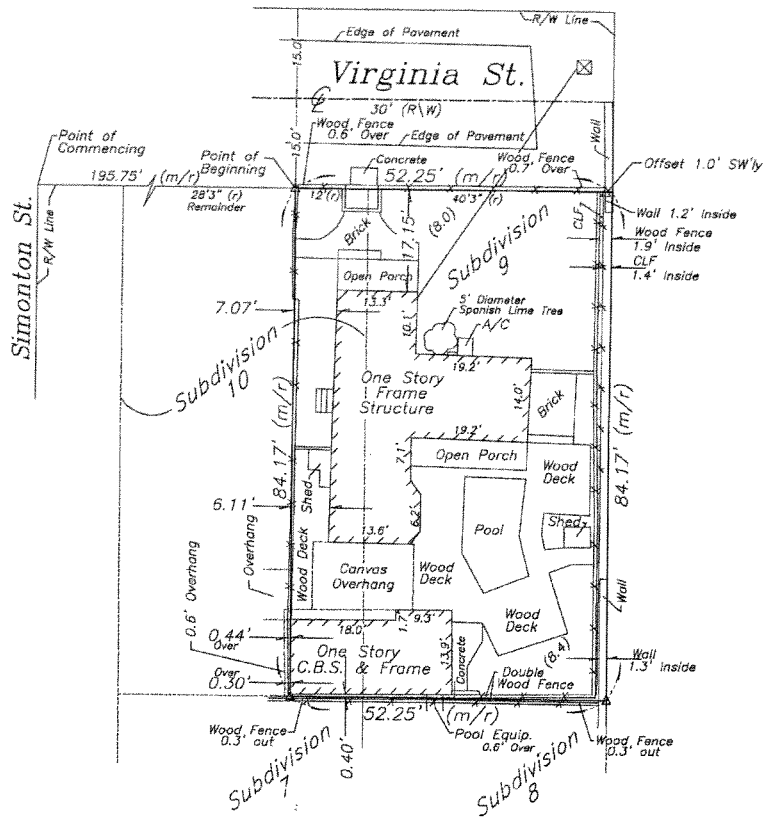 R/W Line
Edge of Pavement
15.0'
Virginia St.
℄
30' (R\W)
Wood Fence
0.6' Over
Edge of Pavement
15.0'
Wall
Point of
Commencing
195.75' (m/r)
Point of
Beginning
Concrete
52.25' (m/r)
Wood Fence
0.7' Over
Offset 1.0' SW'ly
28'3" (r)
Remainder
12'(r)
40'3" (r)
Simonton St.
R/W Line
Brick
17.15'
(8.0)
Subdivision
9
CLF
Wall 1.2' Inside
Wood Fence
1.9' Inside
CLF
1.4' Inside
Open Porch
13.3'
7.07'
10.1'
5' Diameter
Spanish Lime Tree
A/C
Subdivision
10
19.2'
One Story
Frame
Structure
14.0'
Brick
84.17' (m/r)
84.17' (m/r)
19.2'
Open Porch
7.1'
Wood
Deck
Shed
6.11'
6.2'
Pool
Shed
13.6'
Overhang
Wood Deck
Canvas
Overhang
Wood
Deck
0.6' Overhang
Wood
Deck
Wall
18.0'
1.7'
9.3'
0.44'
Over
One Story
C.B.S. & Frame
13.9'
Concrete
(8.4)
Wall
1.3' Inside
Over
0.30'
Double
Wood Fence
52.25' (m/r)
Wood Fence
0.3' out
0.40'
Pool Equip.
0.6' Over
Wood Fence
0.3' out
Subdivision
7
Subdivision
8